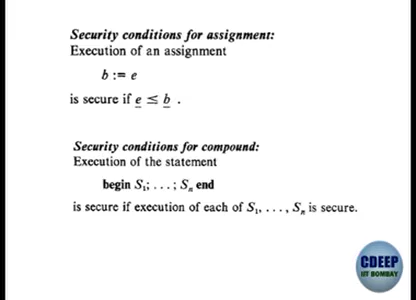 Security conditions for assignment:
Execution of an assignment
b := e
is secure if e ≤ b .
Security conditions for compound:
Execution of the statement
begin S₁; . . . ; Sₙ end
is secure if execution of each of S₁, . . . , Sₙ is secure.
CDEEP
IIT BOMBAY